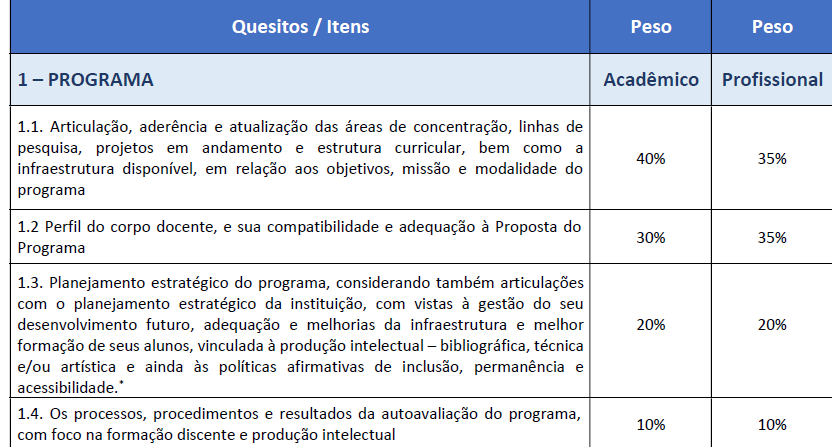 Quesitos / Itens Peso Peso
1 – PROGRAMA Acadêmico Profissional
1.1. Articulação, aderência e atualização das áreas de concentração, linhas de
pesquisa, projetos em andamento e estrutura curricular, bem como a
infraestrutura disponível, em relação aos objetivos, missão e modalidade do
programa
40% 35%
1.2 Perfil do corpo docente, e sua compatibilidade e adequação à Proposta do
Programa
30% 35%
1.3. Planejamento estratégico do programa, considerando também articulações
com o planejamento estratégico da instituição, com vistas à gestão do seu
desenvolvimento futuro, adequação e melhorias da infraestrutura e melhor
formação de seus alunos, vinculada à produção intelectual – bibliográfica, técnica
e/ou artística e ainda às políticas afirmativas de inclusão, permanência e
acessibilidade.*
20% 20%
1.4. Os processos, procedimentos e resultados da autoavaliação do programa,
com foco na formação discente e produção intelectual
10% 10%